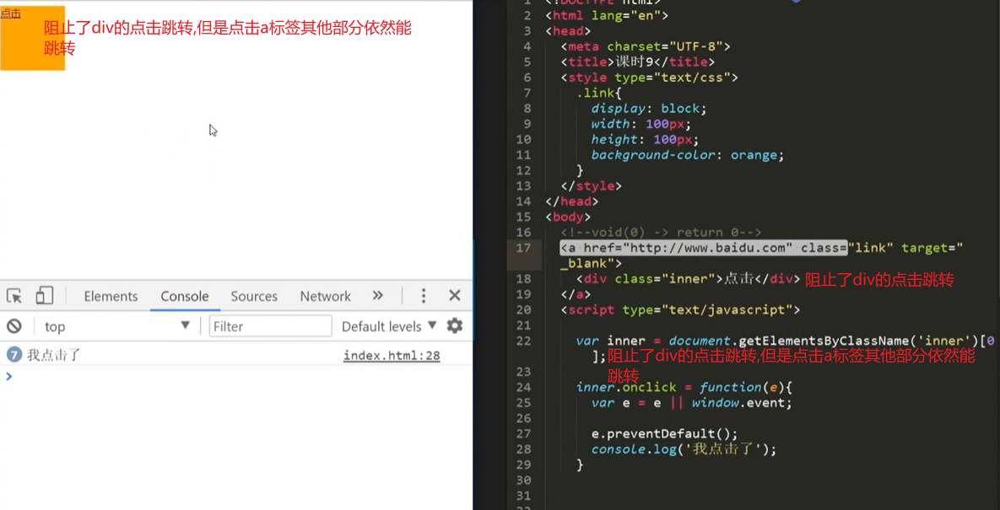 点击
阻止了div的点击跳转,但是点击a标签其他部分依然能
跳转
Elements Console Sources Network »
top Filter Default levels
7 我点击了 index.html:28
>
1 <!DOCTYPE html>
2 <html lang="en">
3 <head>
4 <meta charset="UTF-8">
5 <title>课时9</title>
6 <style type="text/css">
7 .link{
8 display: block;
9 width: 100px;
10 height: 100px;
11 background-color: orange;
12 }
13 </style>
14 </head>
15 <body>
16 <!--void(0) -> return 0-->
17 <a href="http://www.baidu.com" class="link" target="
_blank">
18 <div class="inner">点击</div> 阻止了div的点击跳转
19 </a>
20 <script type="text/javascript">
21
22 var inner = document.getElementsByClassName('inner')[0
];阻止了div的点击跳转,但是点击a标签其他部分依然能
23 跳转
24 inner.onclick = function(e){
25 var e = e || window.event;
26
27 e.preventDefault();
28 console.log('我点击了');
29 }
30
31